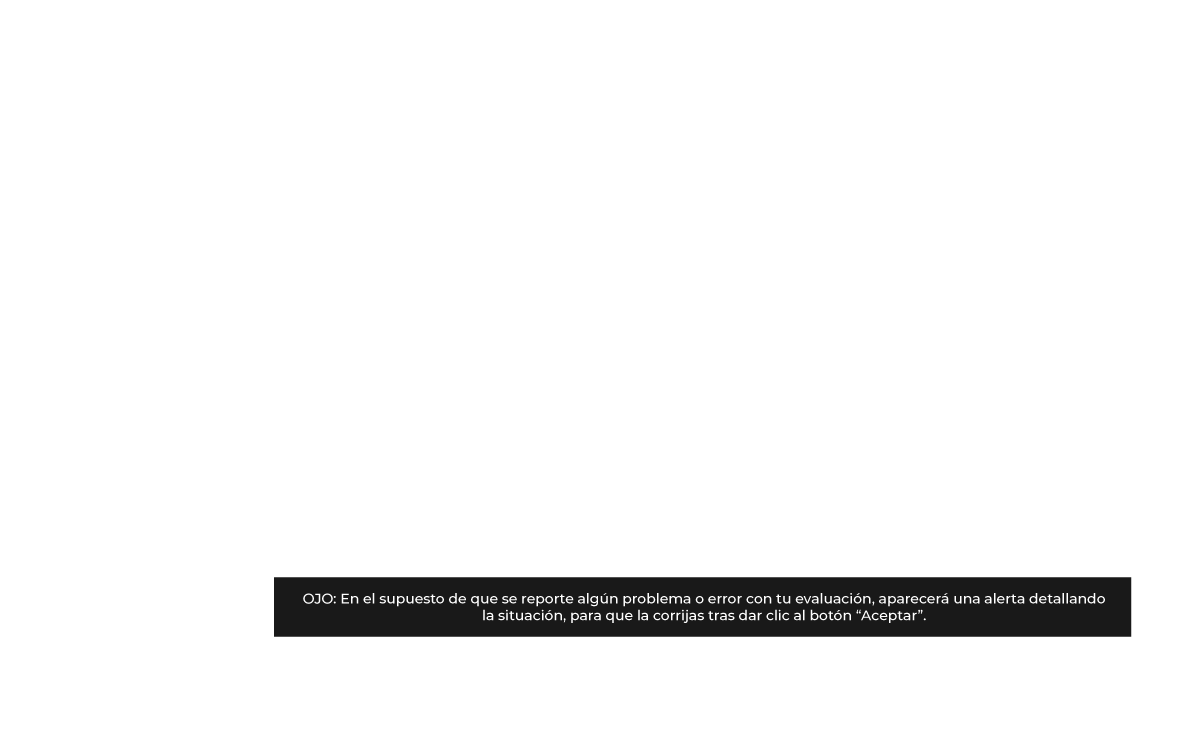 OJO: En el supuesto de que se reporte algún problema o error con tu evaluación, aparecerá una alerta detallando
la situación, para que la corrijas tras dar clic al botón “Aceptar”.